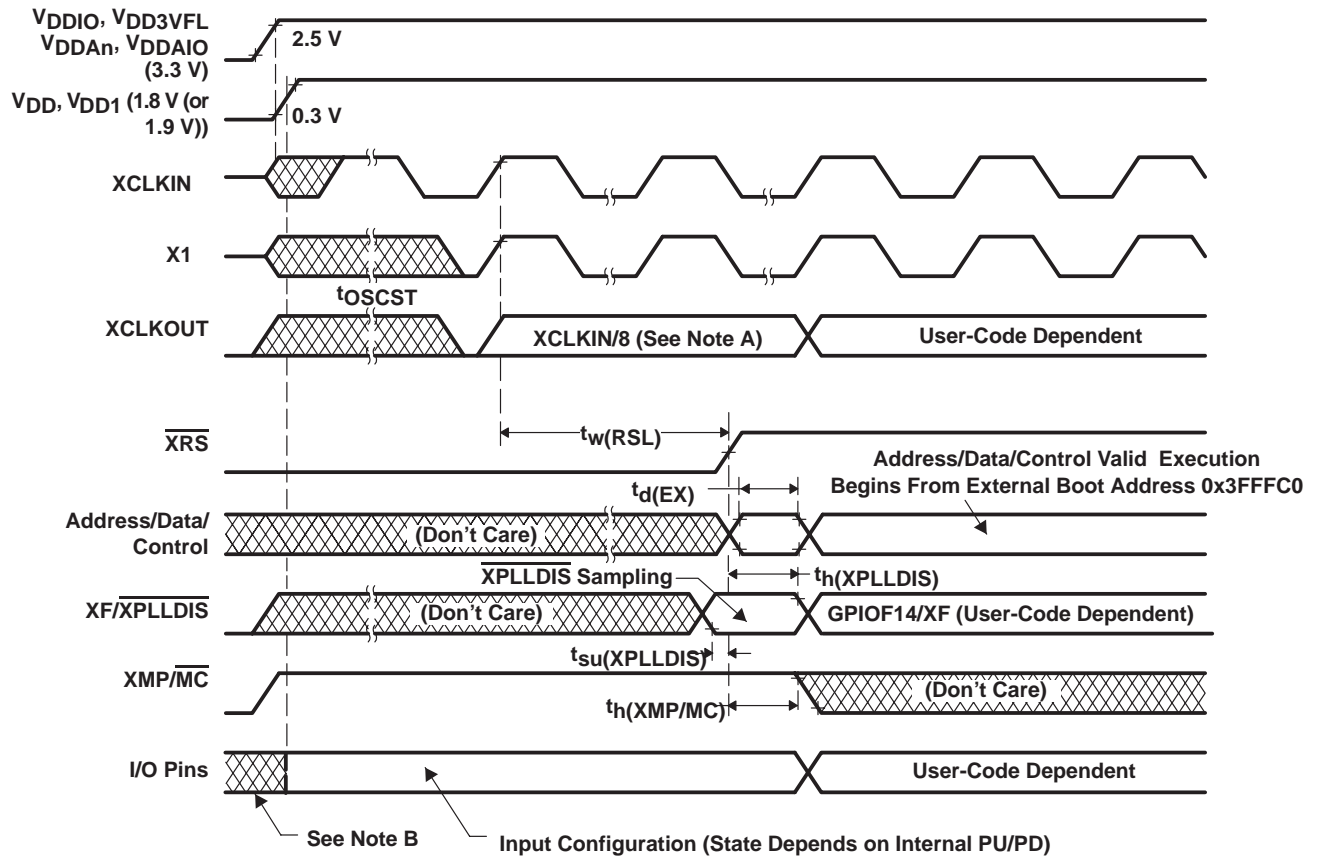 VDDIO, VDD3VFL
VDDAn, VDDAIO
(3.3 V)
2.5 V
VDD, VDD1 (1.8 V (or
1.9 V))
0.3 V
XCLKIN
X1
tOSCST
XCLKOUT
XCLKIN/8 (See Note A)
User-Code Dependent
XRS
tw(RSL)
Address/Data/Control Valid Execution
Begins From External Boot Address 0x3FFFC0
td(EX)
Address/Data/
Control
(Don't Care)
XPLLDIS Sampling
th(XPLLDIS)
XF/XPLLDIS
(Don't Care)
GPIOF14/XF (User-Code Dependent)
tsu(XPLLDIS)
XMP/MC
(Don't Care)
th(XMP/MC)
I/O Pins
User-Code Dependent
See Note B
Input Configuration (State Depends on Internal PU/PD)